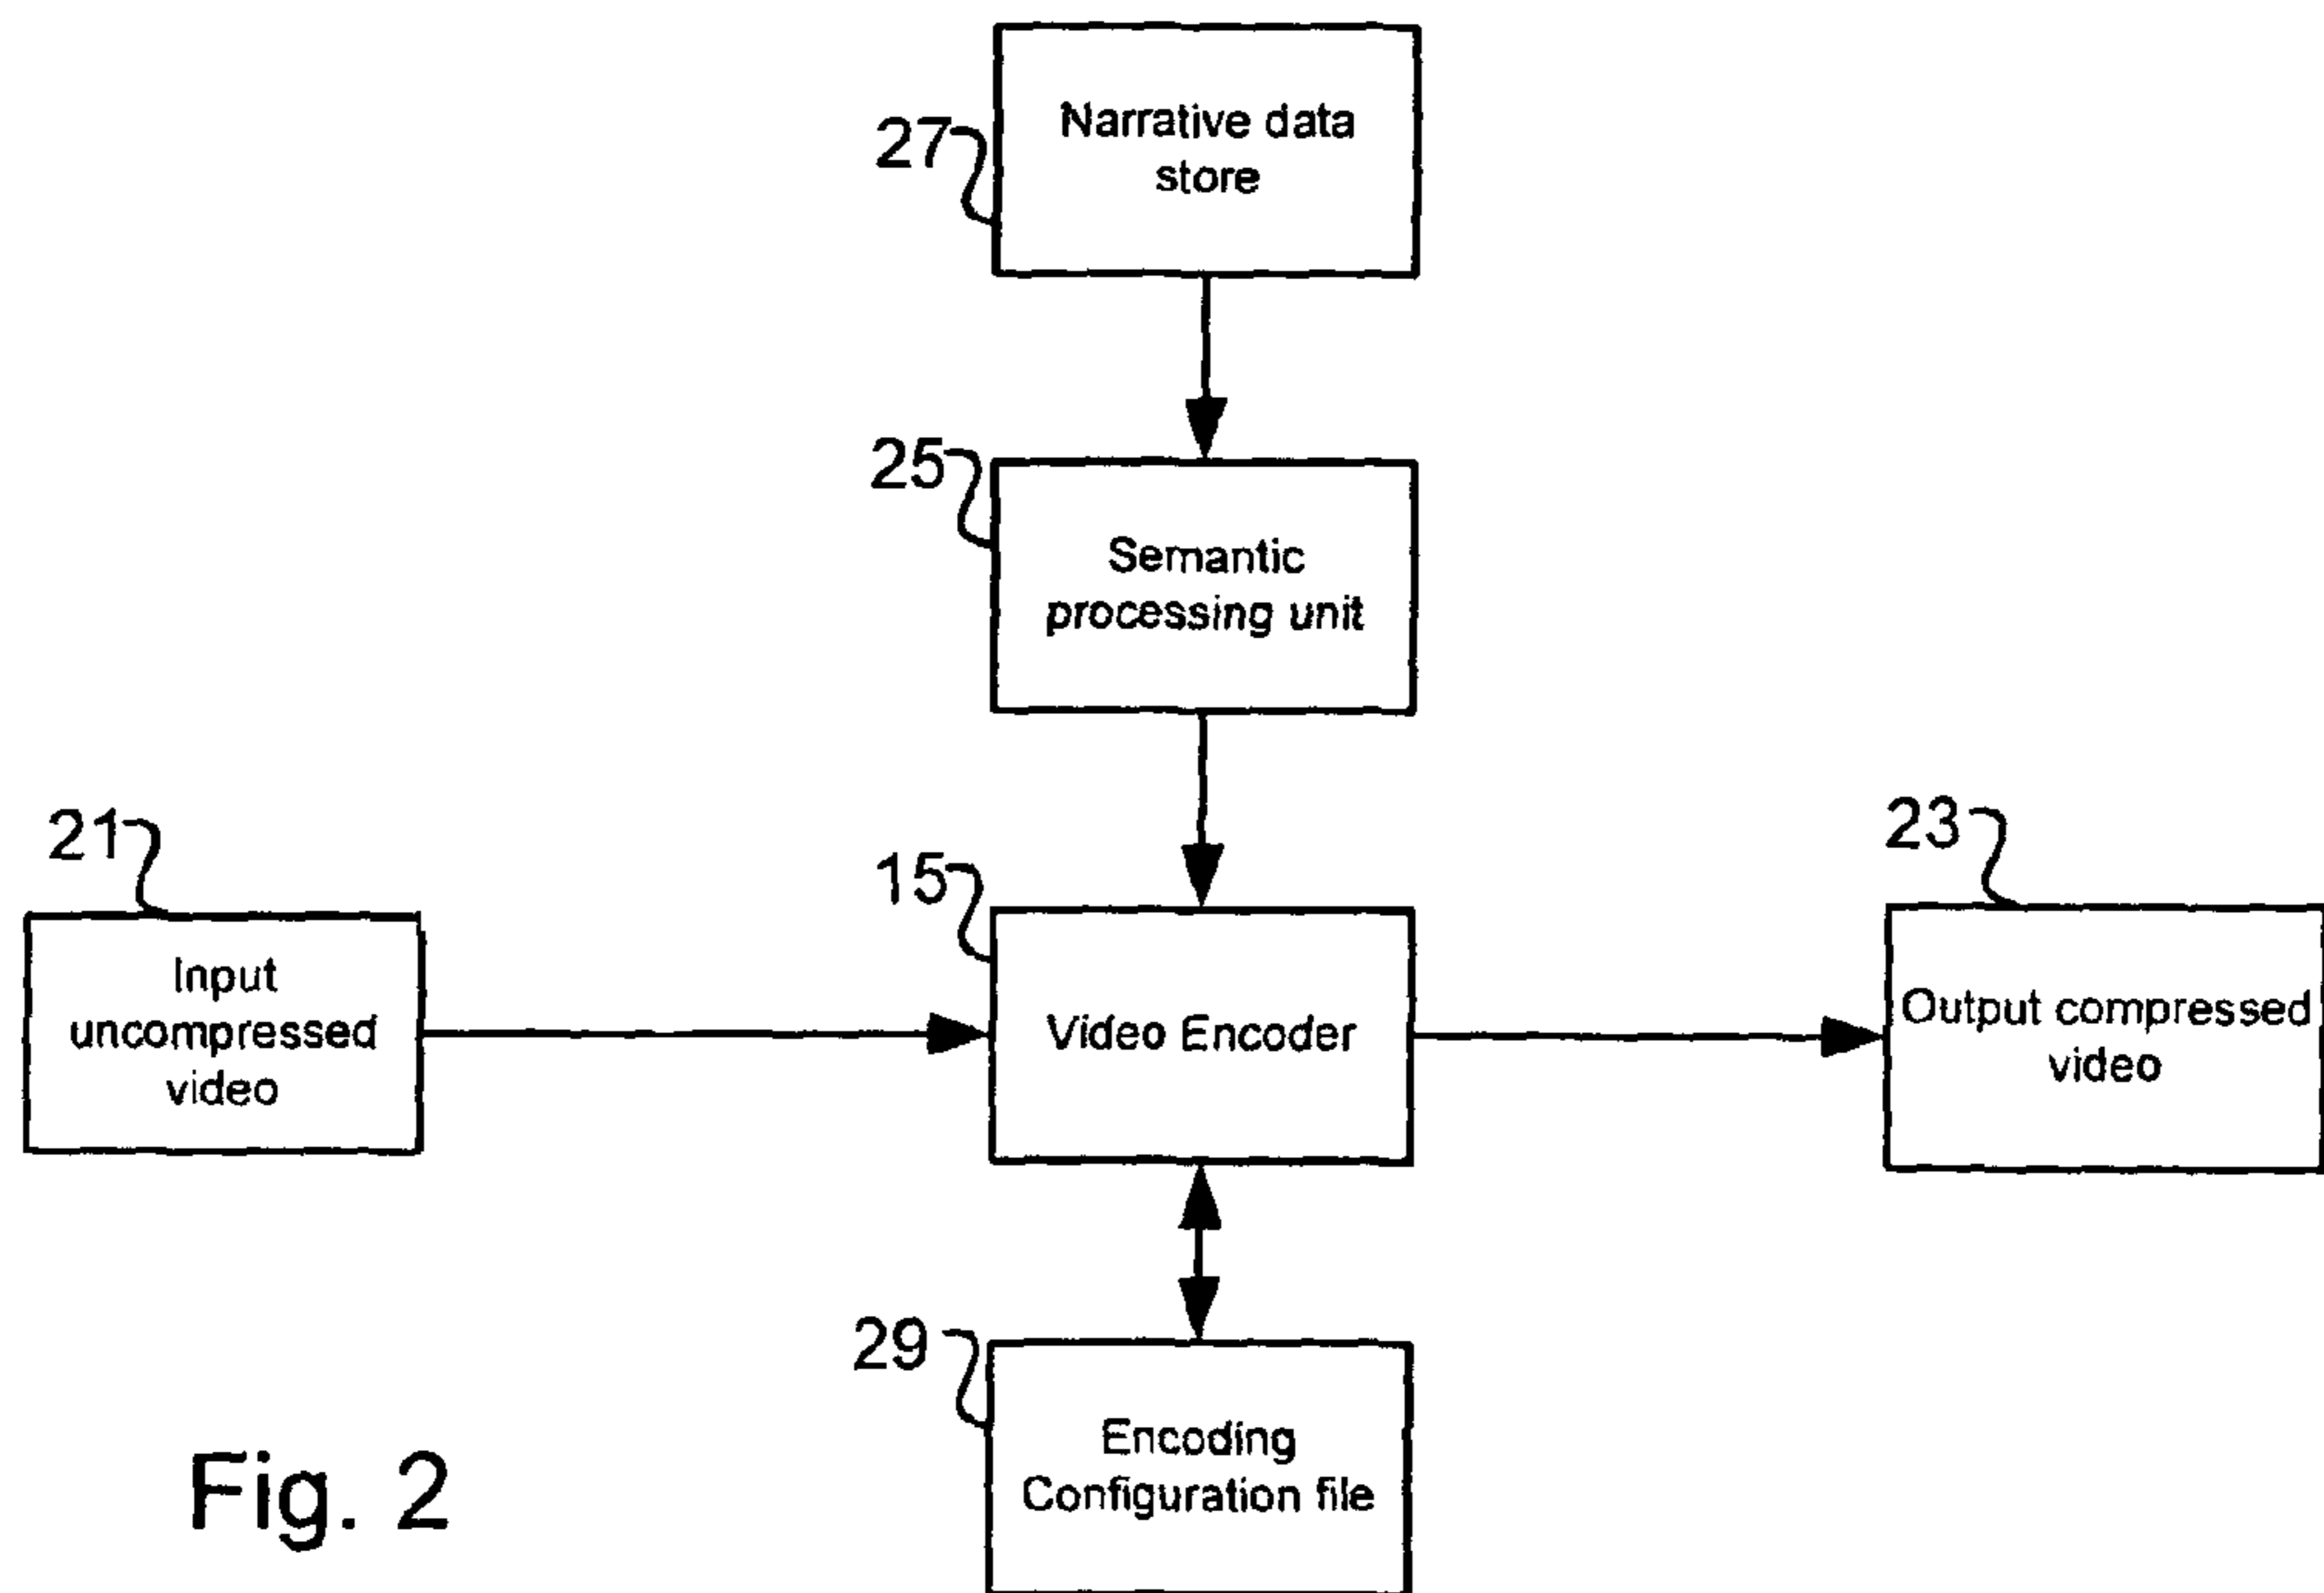 27
Narrative data
store
25
Semantic
processing unit
21
Input
uncompressed
video
15
Video Encoder
23
Output compressed
video
29
Encoding
Configuration file
Fig. 2